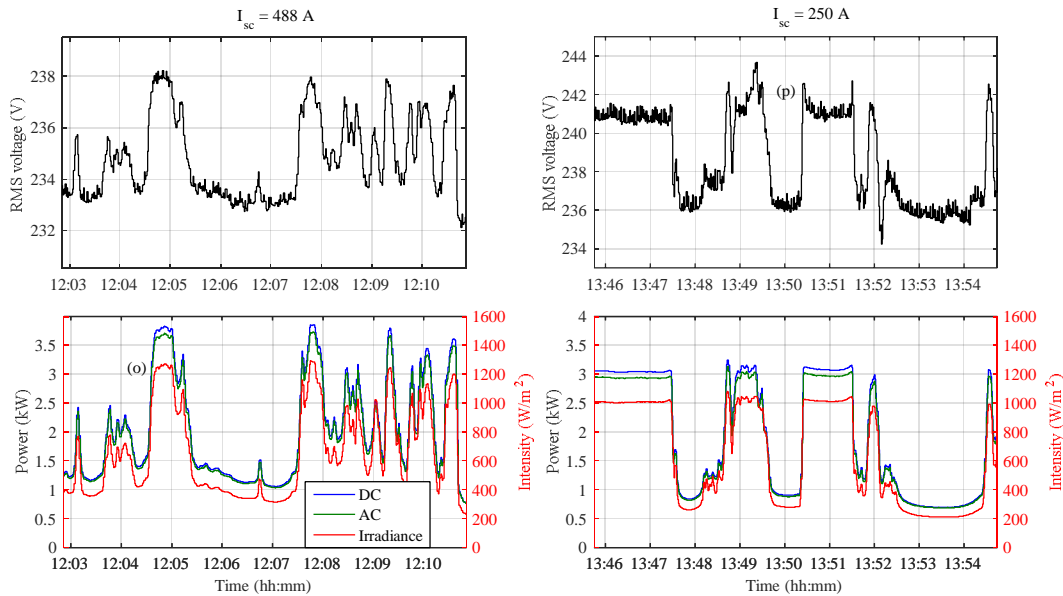 I_sc = 488 A
I_sc = 250 A
RMS voltage (V)
238
236
234
232
12:03 12:04 12:05 12:06 12:07 12:08 12:09 12:10
RMS voltage (V)
244
242
240
238
236
234
(p)
13:46 13:47 13:48 13:49 13:50 13:51 13:52 13:53 13:54
Power (kW)
3.5
3
2.5
2
1.5
1
0.5
0
(o)
DC
AC
Irradiance
1600
1400
1200
1000
800
600
400
200
0
Intensity (W/m²)
12:03 12:04 12:05 12:06 12:07 12:08 12:09 12:10
Time (hh:mm)
Power (kW)
4
3.5
3
2.5
2
1.5
1
0.5
0
1600
1400
1200
1000
800
600
400
200
0
Intensity (W/m²)
13:46 13:47 13:48 13:49 13:50 13:51 13:52 13:53 13:54
Time (hh:mm)